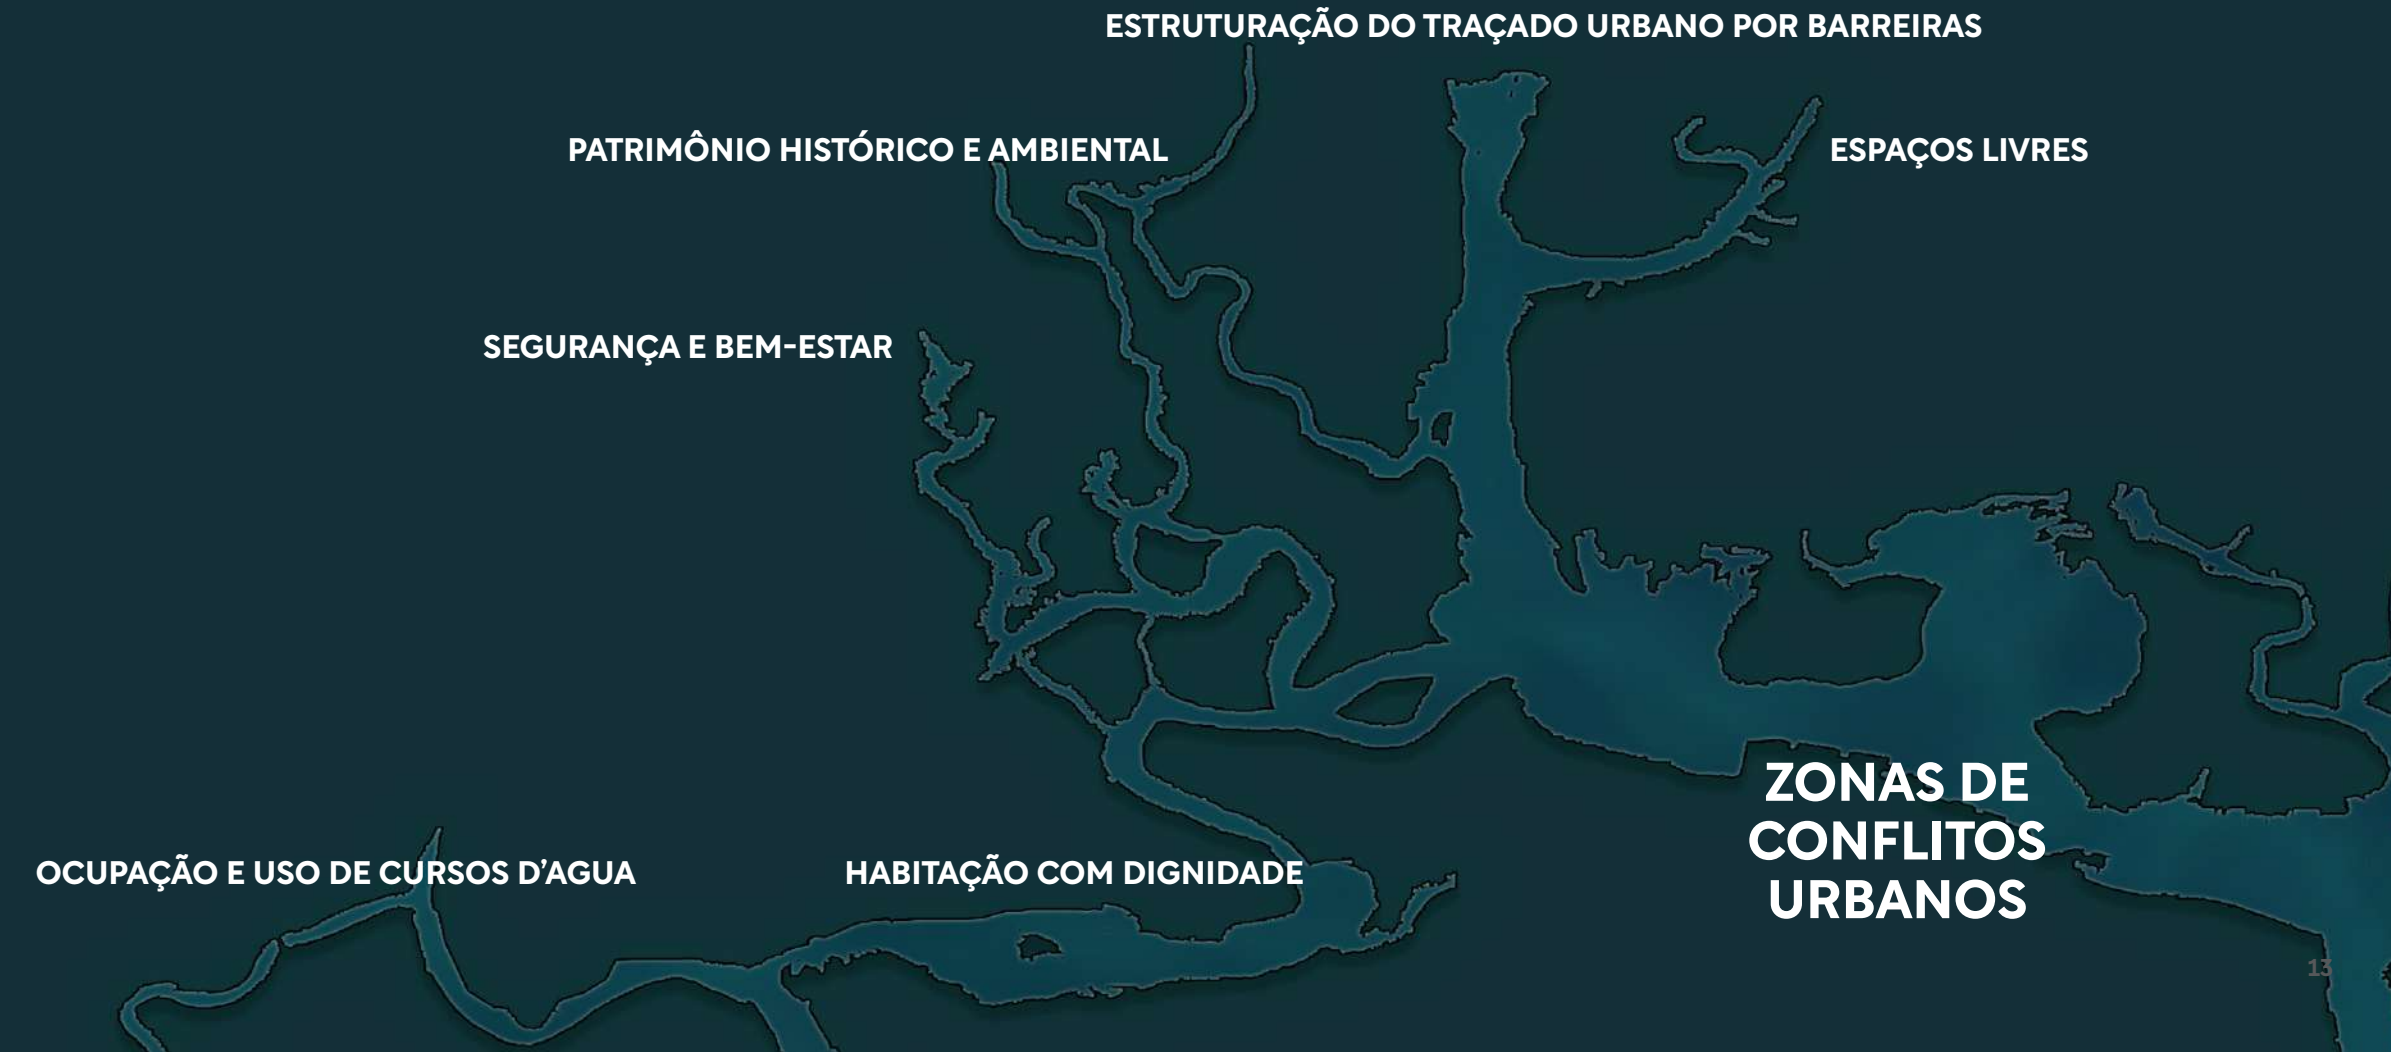 ESTRUTURAÇÃO DO TRAÇADO URBANO POR BARREIRAS
PATRIMÔNIO HISTÓRICO E AMBIENTAL
ESPAÇOS LIVRES
SEGURANÇA E BEM-ESTAR
OCUPAÇÃO E USO DE CURSOS D’AGUA
HABITAÇÃO COM DIGNIDADE
ZONAS DE
CONFLITOS
URBANOS
13